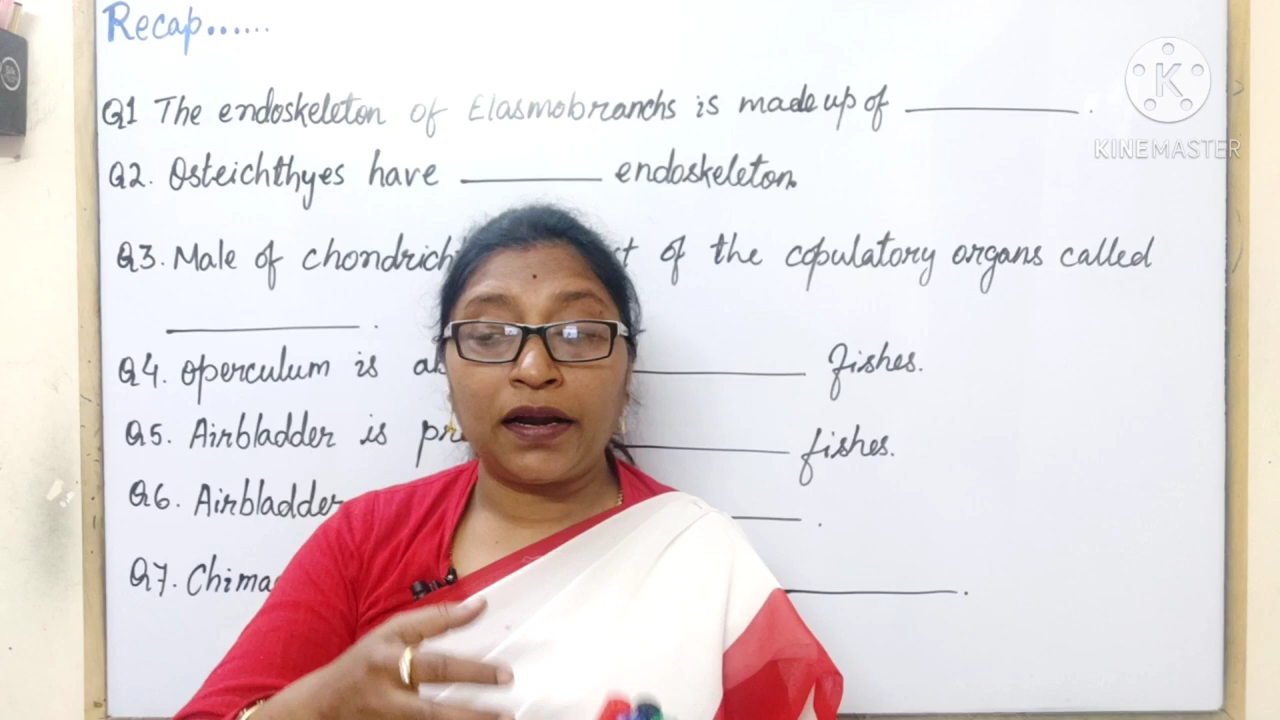 Recap......
Q1 The endoskeleton of Elasmobranchs is made up of ________.
K
KINEMASTER
Q2. Osteichthyes have ________ endoskeleton.
Q3. Male of of the copulatory organs called
________.
Q4. Operculum is ________ fishes.
Q5. Airbladder is ________ fishes.
Q6. Airbladder ________.
Q7. ________.